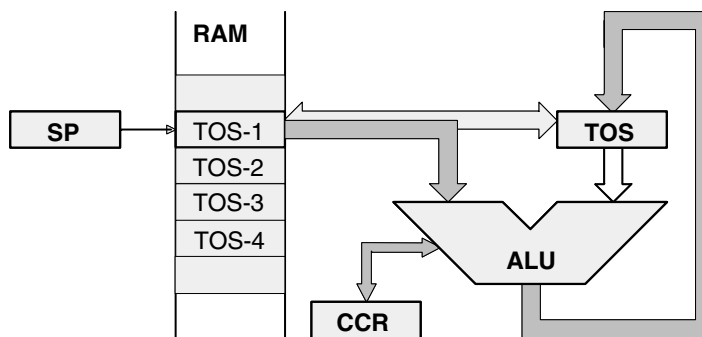 RAM
SP
TOS-1
TOS
TOS-2
TOS-3
TOS-4
ALU
CCR